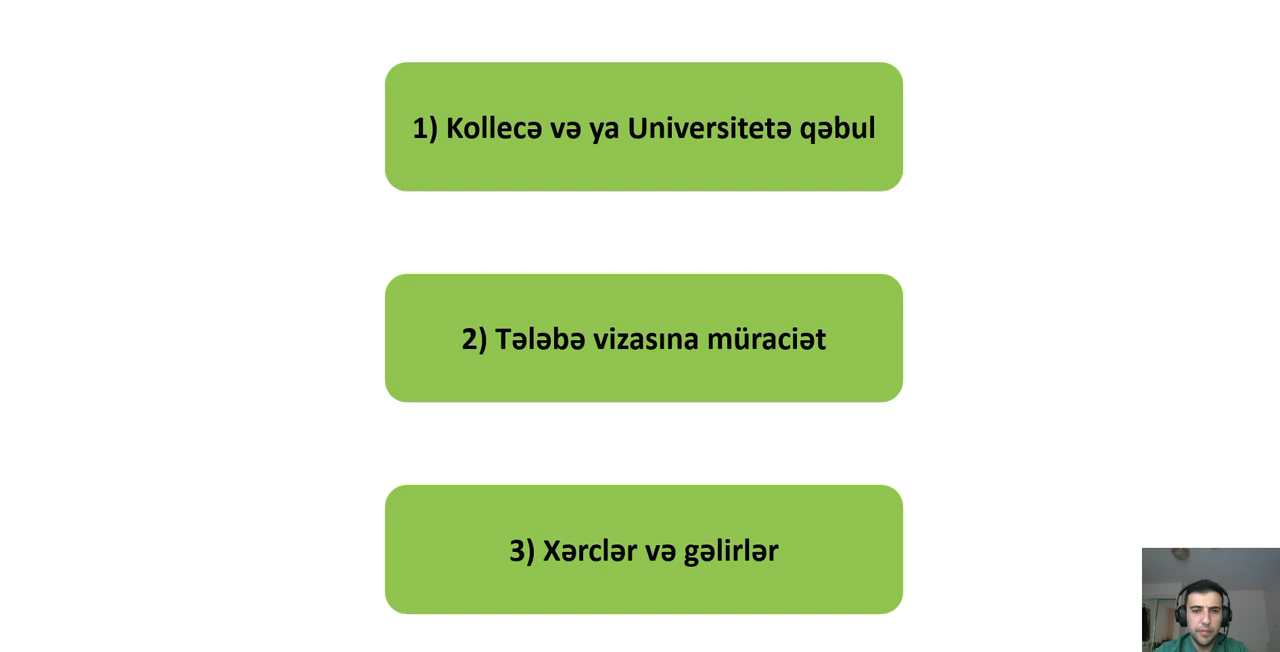 1) Kollecə və ya Universitetə qəbul
2) Tələbə vizasına müraciət
3) Xərclər və gəlirlər